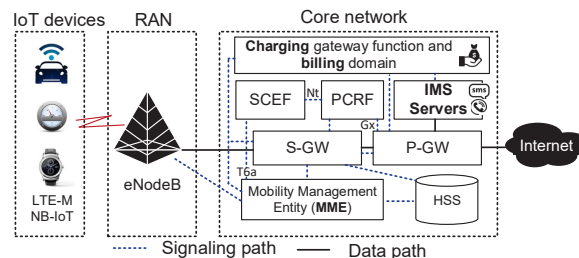 IoT devices
RAN
Core network
Charging gateway function and
billing domain
SCEF
Nt
PCRF
IMS
Servers
sms
Gx
S-GW
P-GW
Internet
eNodeB
T6a
Mobility Management
Entity (MME)
HSS
LTE-M
NB-IoT
Signaling path
Data path